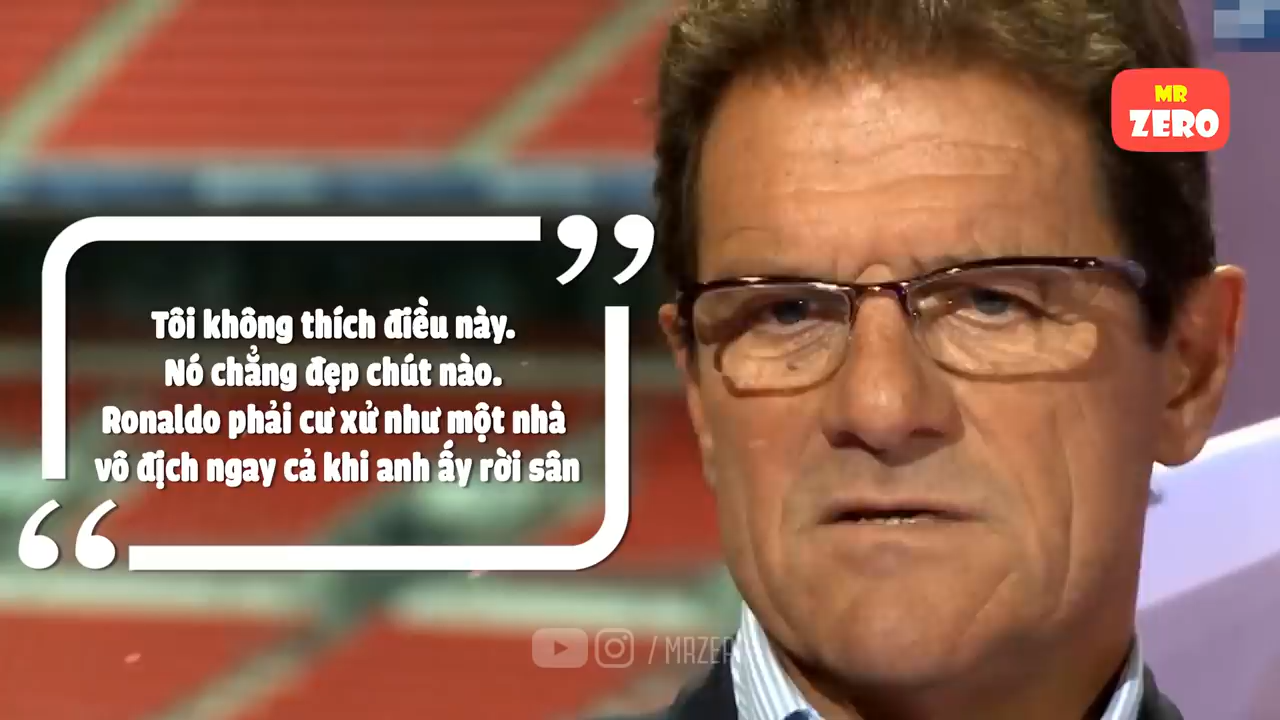 MR
ZERO
Tôi không thích điều này.
Nó chẳng đẹp chút nào.
Ronaldo phải cư xử như một nhà
vô địch ngay cả khi anh ấy rời sân